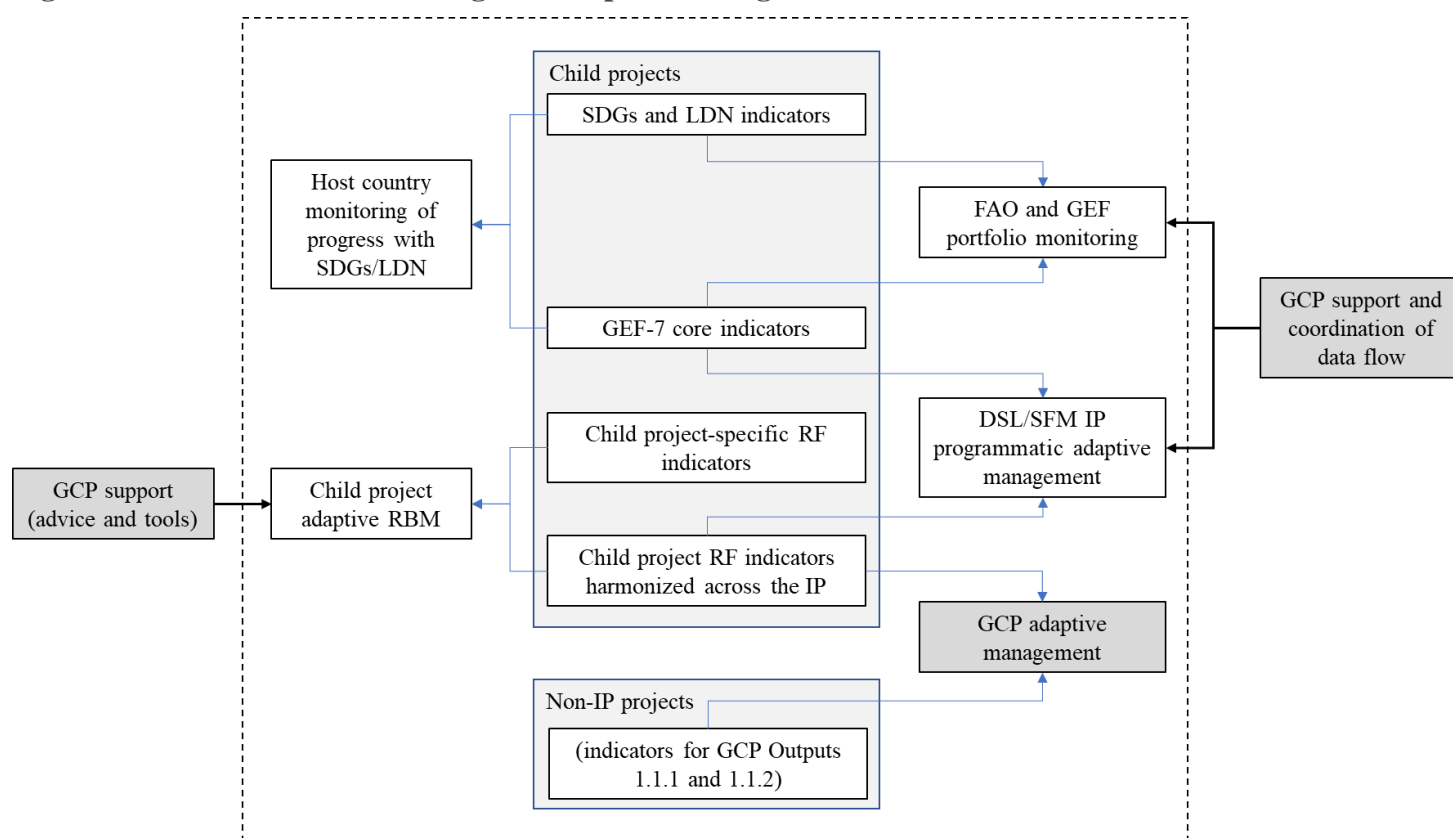 Child projects
SDGs and LDN indicators
Host country
monitoring of
progress with
SDGs/LDN
FAO and GEF
portfolio monitoring
GEF-7 core indicators
GCP support and
coordination of
data flow
Child project-specific RF
indicators
DSL/SFM IP
programmatic adaptive
management
GCP support
(advice and tools)
Child project
adaptive RBM
Child project RF indicators
harmonized across the IP
GCP adaptive
management
Non-IP projects
(indicators for GCP Outputs
1.1.1 and 1.1.2)